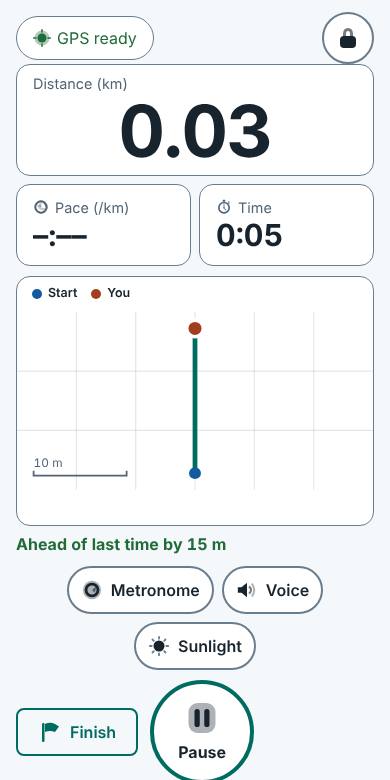 GPS ready
Distance (km)
0.03
Pace (/km)
–:––
Time
0:05
Start
You
10 m
Ahead of last time by 15 m
Metronome
Voice
Sunlight
Finish
Pause